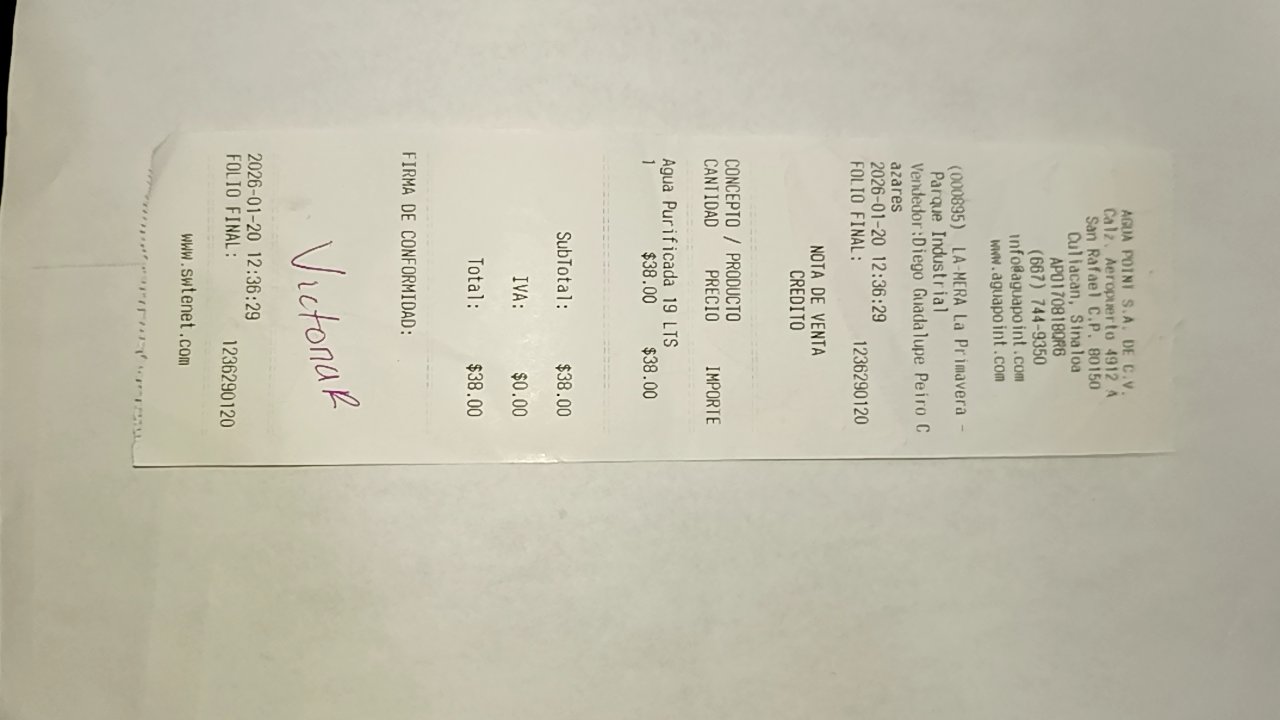 AGUA POINT S.A. DE C.V.
Calz. Aeropuerto 4912 A
San Rafael C.P. 80150
Culiacan, Sinaloa
APO170818QR6
(667) 744-9350
info@aguapoint.com
www.aguapoint.com
(000895) LA-MERA La Primavera -
Parque Industrial
Vendedor:Diego Guadalupe Peiro C
azares
2026-01-20 12:36:29
FOLIO FINAL: 1236290120
NOTA DE VENTA
CREDITO
CONCEPTO / PRODUCTO
CANTIDAD PRECIO IMPORTE
Agua Purificada 19 LTS
1 $38.00 $38.00
SubTotal: $38.00
IVA: $0.00
Total: $38.00
FIRMA DE CONFORMIDAD:
Victoria R
2026-01-20 12:36:29
FOLIO FINAL: 1236290120
www.swtenet.com